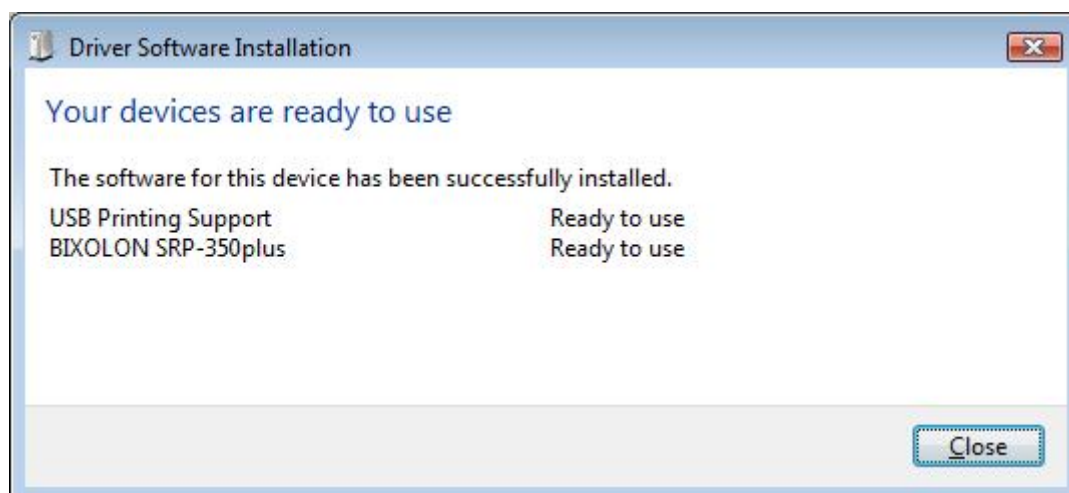 Driver Software Installation
Your devices are ready to use
The software for this device has been successfully installed.
USB Printing Support Ready to use
BIXOLON SRP-350plus Ready to use
Close